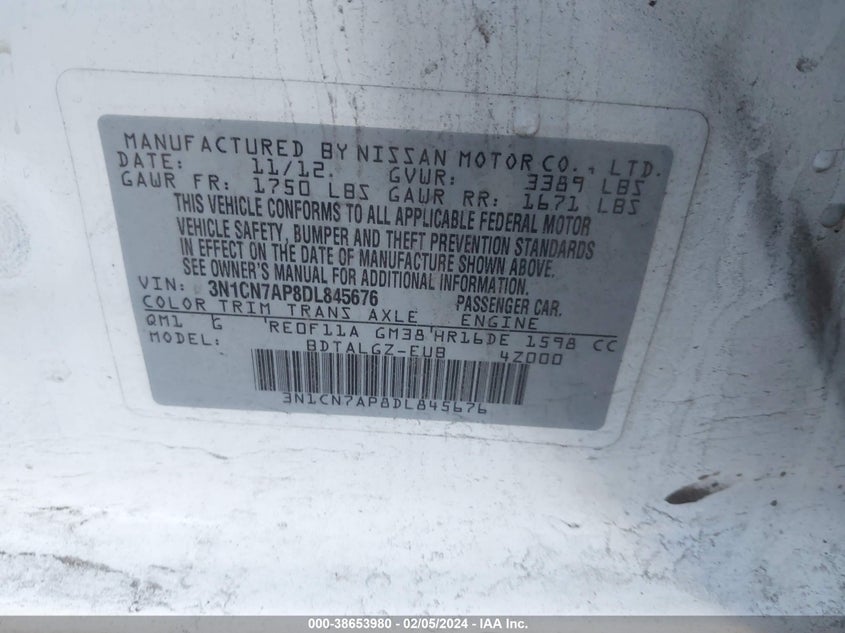 MANUFACTURED BY NISSAN MOTOR CO., LTD.
DATE: 11/12. GVWR: 3389 LBS
GAWR FR: 1750 LBS GAWR RR: 1671 LBS
THIS VEHICLE CONFORMS TO ALL APPLICABLE FEDERAL MOTOR
VEHICLE SAFETY, BUMPER AND THEFT PREVENTION STANDARDS
IN EFFECT ON THE DATE OF MANUFACTURE SHOWN ABOVE.
SEE OWNER'S MANUAL FOR ADDITIONAL INFORMATION.
VIN: 3N1CN7AP8DL845676 PASSENGER CAR.
COLOR TRIM TRANS AXLE ENGINE
QM1 G 'RE0F11A GM38'HR16DE 1598 CC
MODEL: BDTALGZ-EUB 4Z000
3N1CN7AP8DL845676
000-38653980 - 02/05/2024 - IAA Inc.